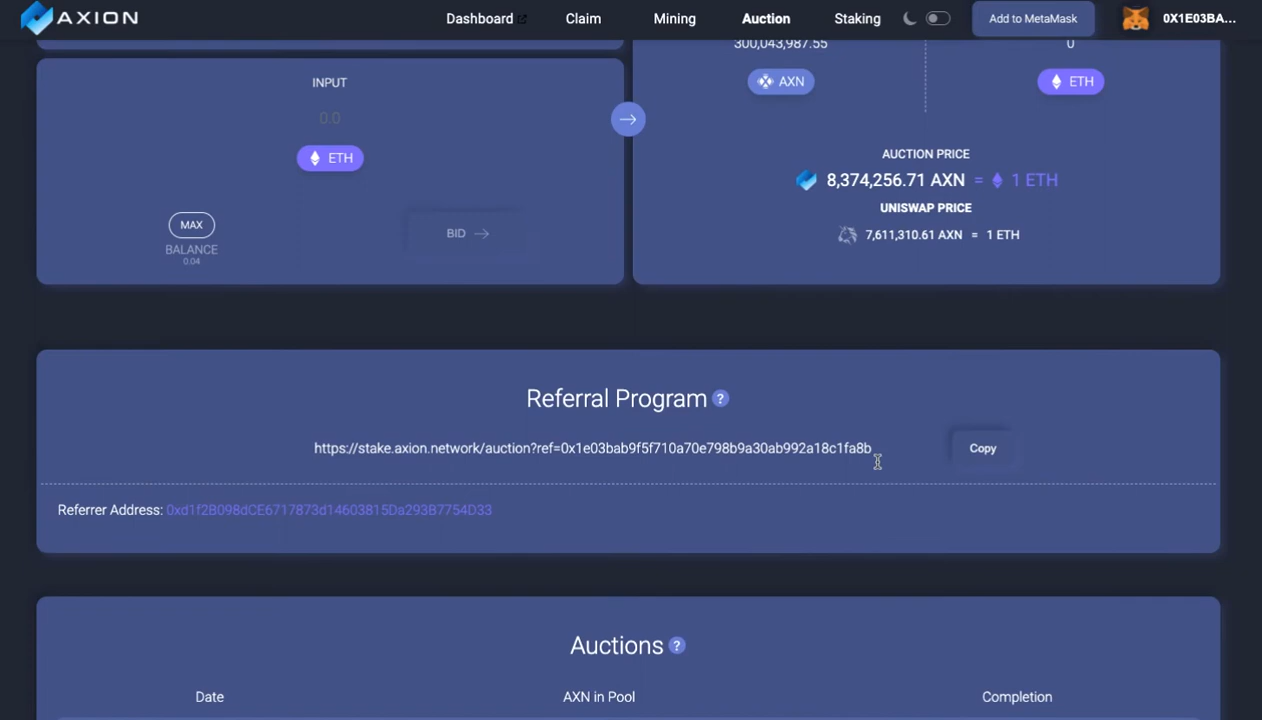 AXION
Dashboard Claim Mining Auction Staking Add to MetaMask 0X1E03BA...
300,043,987.55 0
AXN ETH
INPUT
0.0
ETH
MAX
BALANCE
0.04
BID
AUCTION PRICE
8,374,256.71 AXN = 1 ETH
UNISWAP PRICE
7,611,310.61 AXN = 1 ETH
Referral Program ?
https://stake.axion.network/auction?ref=0x1e03bab9f5f710a70e798b9a30ab992a18c1fa8b Copy
Referrer Address: 0xd1f2B098dCE6717873d14603815Da293B7754D33
Auctions ?
Date AXN in Pool Completion